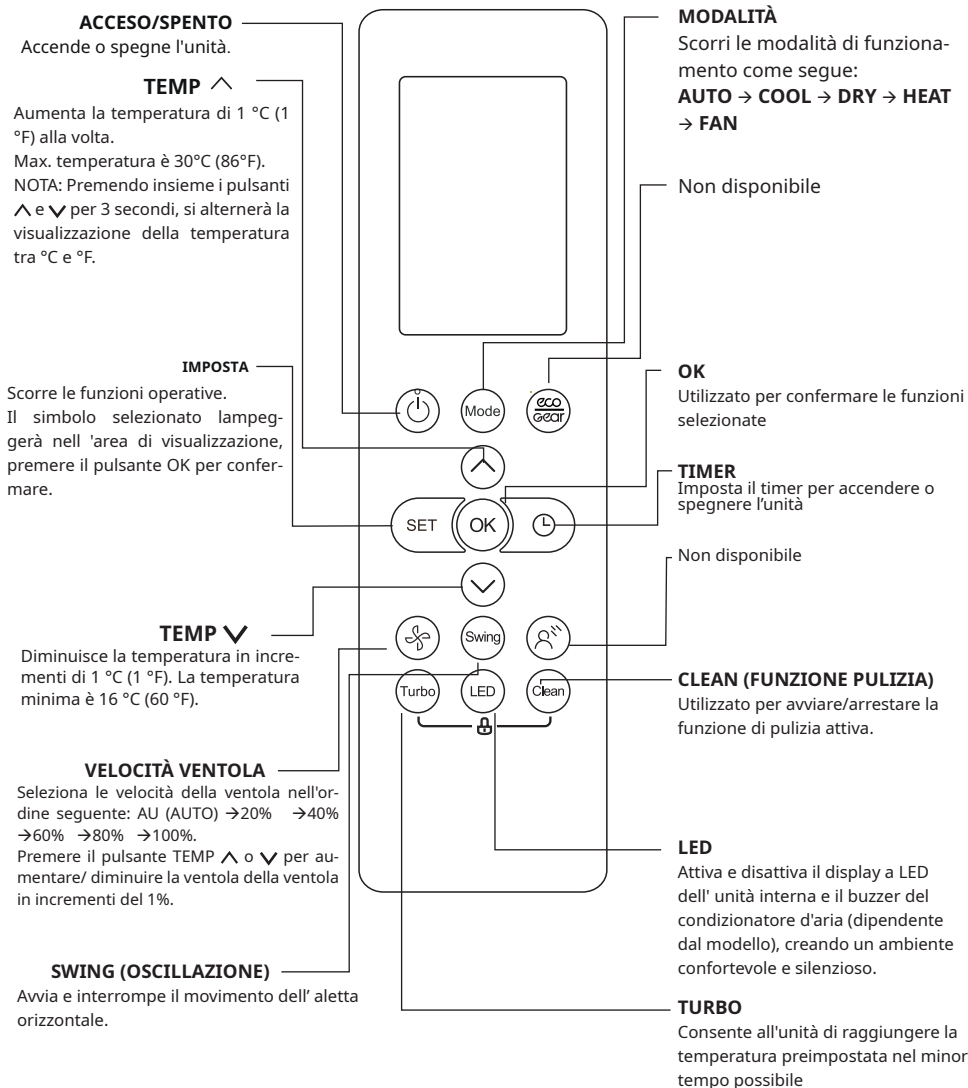 ACCESO/SPENTO
Accende o spegne l'unità.
TEMP
Aumenta la temperatura di 1 °C (1
°F) alla volta.
Max. temperatura è 30°C (86°F).
NOTA: Premendo insieme i pulsanti
e per 3 secondi, si alternerà la
visualizzazione della temperatura
tra °C e °F.
IMPOSTA
Scorre le funzioni operative.
Il simbolo selezionato lampeg-
gerà nell 'area di visualizzazione,
premere il pulsante OK per confer-
mare.
TEMP
Diminuisce la temperatura in incre-
menti di 1 °C (1 °F). La temperatura
minima è 16 °C (60 °F).
VELOCITÀ VENTOLA
Seleziona le velocità della ventola nell'or-
dine seguente: AU (AUTO) →20% →40%
→60% →80% →100%.
Premere il pulsante TEMP o per au-
mentare/ diminuire la ventola della ventola
in incrementi del 1%.
SWING (OSCILLAZIONE)
Avvia e interrompe il movimento dell’ aletta
orizzontale.
Mode
eco
Gear
SET
OK
Swing
Turbo
LED
Clean
MODALITÀ
Scorri le modalità di funziona-
mento come segue:
AUTO → COOL → DRY → HEAT
→ FAN
Non disponibile
OK
Utilizzato per confermare le funzioni
selezionate
TIMER
Imposta il timer per accendere o
spegnere l’unità
Non disponibile
CLEAN (FUNZIONE PULIZIA)
Utilizzato per avviare/arrestare la
funzione di pulizia attiva.
LED
Attiva e disattiva il display a LED
dell' unità interna e il buzzer del
condizionatore d'aria (dipendente
dal modello), creando un ambiente
confortevole e silenzioso.
TURBO
Consente all'unità di raggiungere la
temperatura preimpostata nel minor
tempo possibile